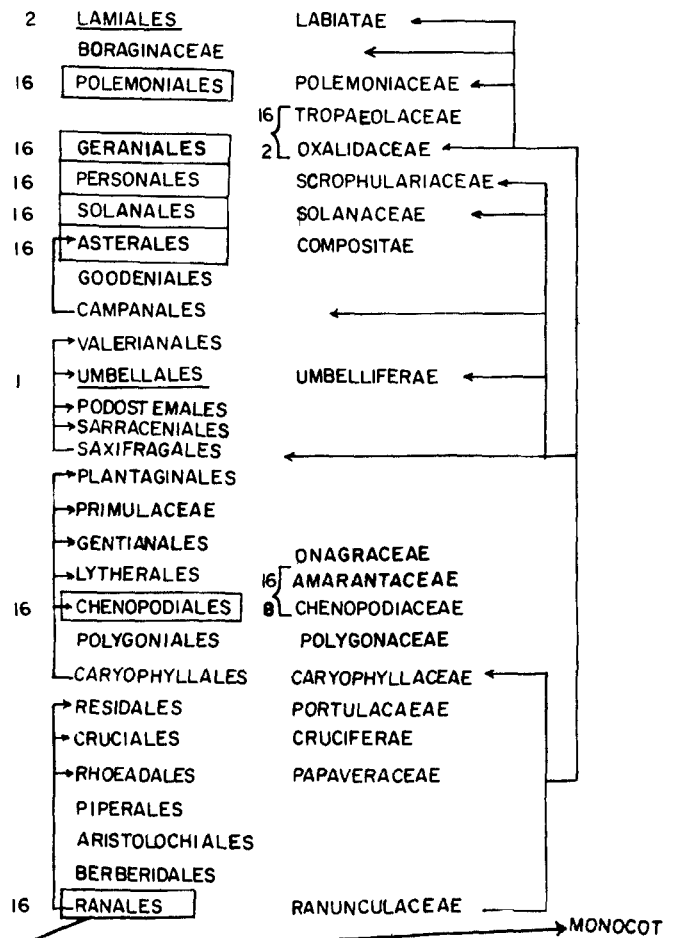 2 LAMIALES LABIATAE
BORAGINACEAE
16 POLEMONIALES POLEMONIACEAE
16 TROPAEOLACEAE
16 GERANIALES 2 OXALIDACEAE
16 PERSONALES SCROPHULARIACEAE
16 SOLANALES SOLANACEAE
16 ASTERALES COMPOSITAE
GOODENIALES
CAMPANALES
VALERIANALES
1 UMBELLALES UMBELLIFERAE
PODOSTEMALES
SARRACENIALES
SAXIFRAGALES
PLANTAGINALES
PRIMULACEAE
GENTIANALES
ONAGRACEAE
LYTHERALES 16 AMARANTACEAE
16 CHENOPODIALES 8 CHENOPODIACEAE
POLYGONIALES POLYGONACEAE
CARYOPHYLLALES CARYOPHYLLACEAE
RESIDALES PORTULACAEAE
CRUCIALES CRUCIFERAE
RHOEADALES PAPAVERACEAE
PIPERALES
ARISTOLOCHIALES
BERBERIDALES
16 RANALES RANUNCULACEAE
MONOCOT